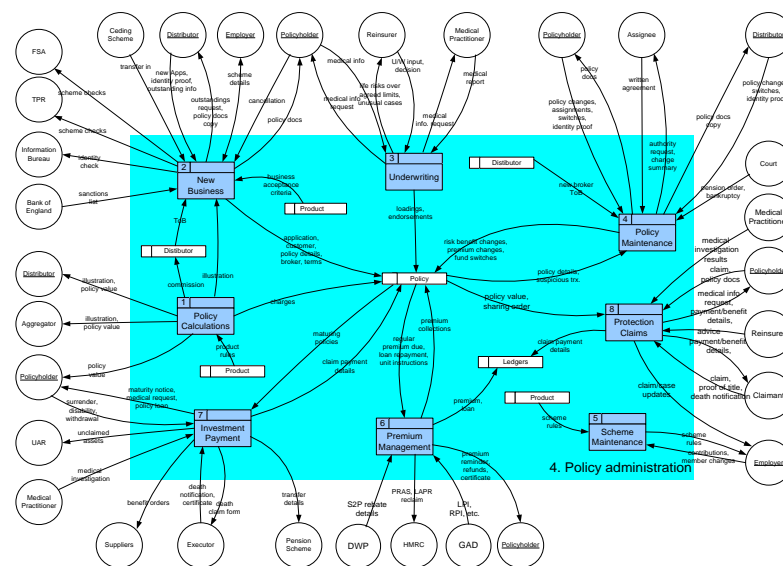 Ceding
Scheme
Distributor
Employer
Policyholder
Reinsurer
Medical
Practitioner
Policyholder
Assignee
Distributor
FSA
TPR
Information
Bureau
Bank of
England
Distributor
Aggregator
Policyholder
UAR
Medical
Practitioner
Suppliers
Executor
Pension
Scheme
DWP
HMRC
GAD
Policyholder
Court
Medical
Practitioner
Policyholder
Reinsurer
Claimant
Employer
transfer in
new Apps,
identity proof,
outstanding info
outstandings
request,
policy docs
copy
scheme
details
cancellation
policy docs
medical info
medical info
request
U/W input,
decision
life risks over
agreed limits,
unusual cases
medical
info. request
medical
report
policy
docs
policy changes,
assignments,
switches,
identity proof
written
agreement
authority
request,
change
summary
policy docs
copy
policy change
switches,
identity proof
scheme checks
scheme checks
identity
check
sanctions
list
2
New
Business
business
acceptance
criteria
Product
3
Underwriting
loadings,
endorsements
Distibutor
new broker
ToB
4
Policy
Maintenance
pension order,
bankruptcy
ToB
Distibutor
commission
illustration
application,
customer,
policy details,
broker, terms
risk benefit changes,
premium changes,
fund switches
Policy
policy details,
suspicious trx.
policy value,
sharing order
medical
investigation
results
claim,
policy docs
medical info
request,
payment/benefit
details,
advice
payment/benefit
details,
claim,
proof of title,
death notification
8
Protection
Claims
claim payment
details
Ledgers
claim/case
updates
illustration,
policy value
illustration,
policy value
policy
value
1
Policy
Calculations
charges
product
rules
Product
maturing
policies
claim payment
details
regular
premium due,
loan repayment,
unit instructions
premium
collections
premium,
loan
Product
scheme
rules
5
Scheme
Maintenance
scheme
rules
contributions,
member changes
maturity notice,
medical request,
policy loan
surrender,
disability,
withdrawal
unclaimed
assets
medical
investigation
7
Investment
Payment
6
Premium
Management
premium
reminder
refunds,
certificate
4. Policy administration
benefit orders
death
notification,
certificate
death
claim form
transfer
details
S2P rebate
details
PRAS, LAPR
reclaim
LPI,
RPI, etc.